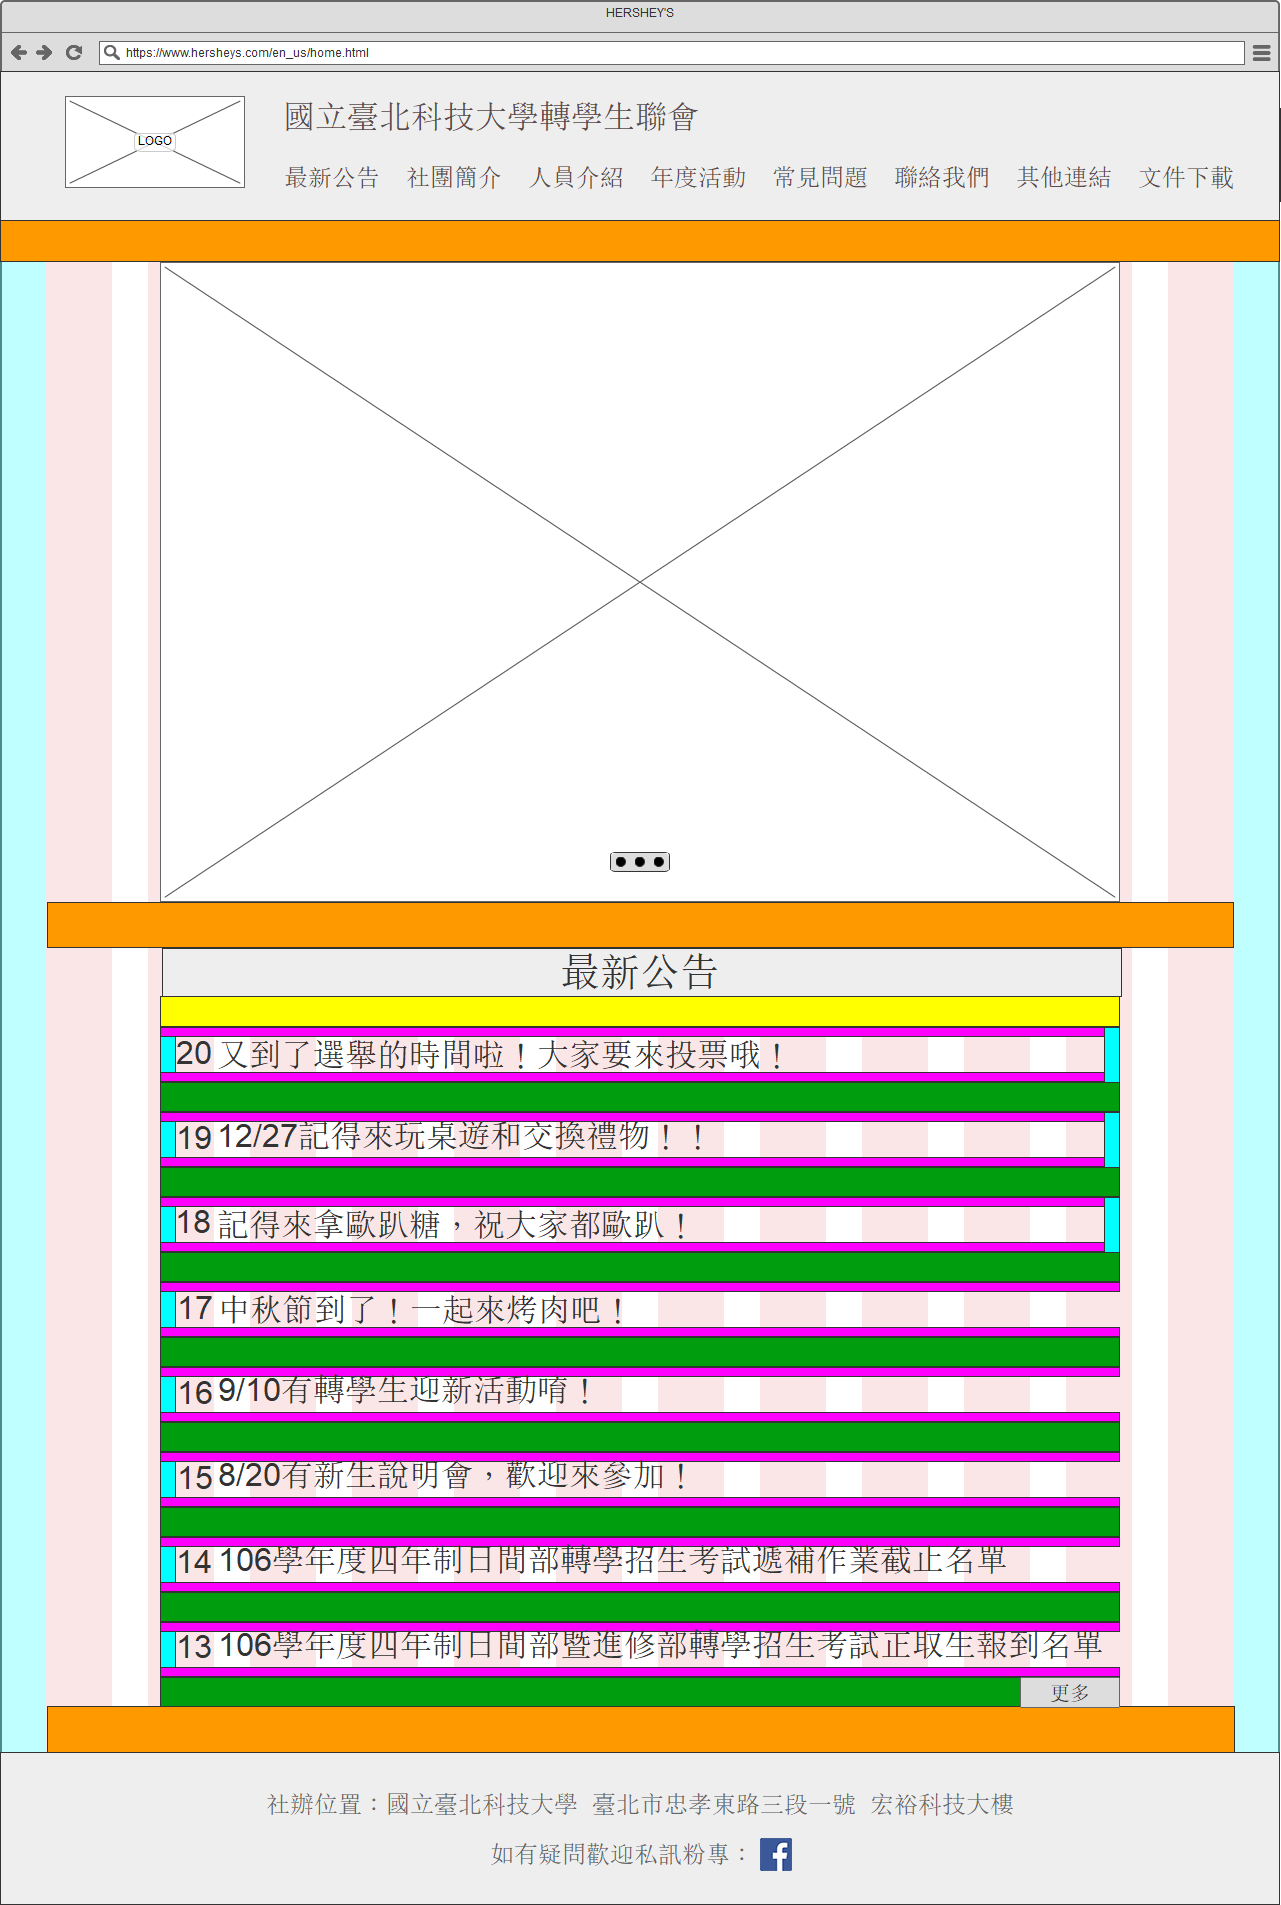 HERSHEY'S
https://www.hersheys.com/en_us/home.html
LOGO
國立臺北科技大學轉學生聯會
最新公告 社團簡介 人員介紹 年度活動 常見問題 聯絡我們 其他連結 文件下載
最新公告
20 又到了選舉的時間啦！大家要來投票哦！
19 12/27記得來玩桌遊和交換禮物！！
18 記得來拿歐趴糖，祝大家都歐趴！
17 中秋節到了！一起來烤肉吧！
16 9/10有轉學生迎新活動唷！
15 8/20有新生說明會，歡迎來參加！
14 106學年度四年制日間部轉學招生考試遞補作業截止名單
13 106學年度四年制日間部暨進修部轉學招生考試正取生報到名單
更多
社辦位置：國立臺北科技大學 臺北市忠孝東路三段一號 宏裕科技大樓
如有疑問歡迎私訊粉專：